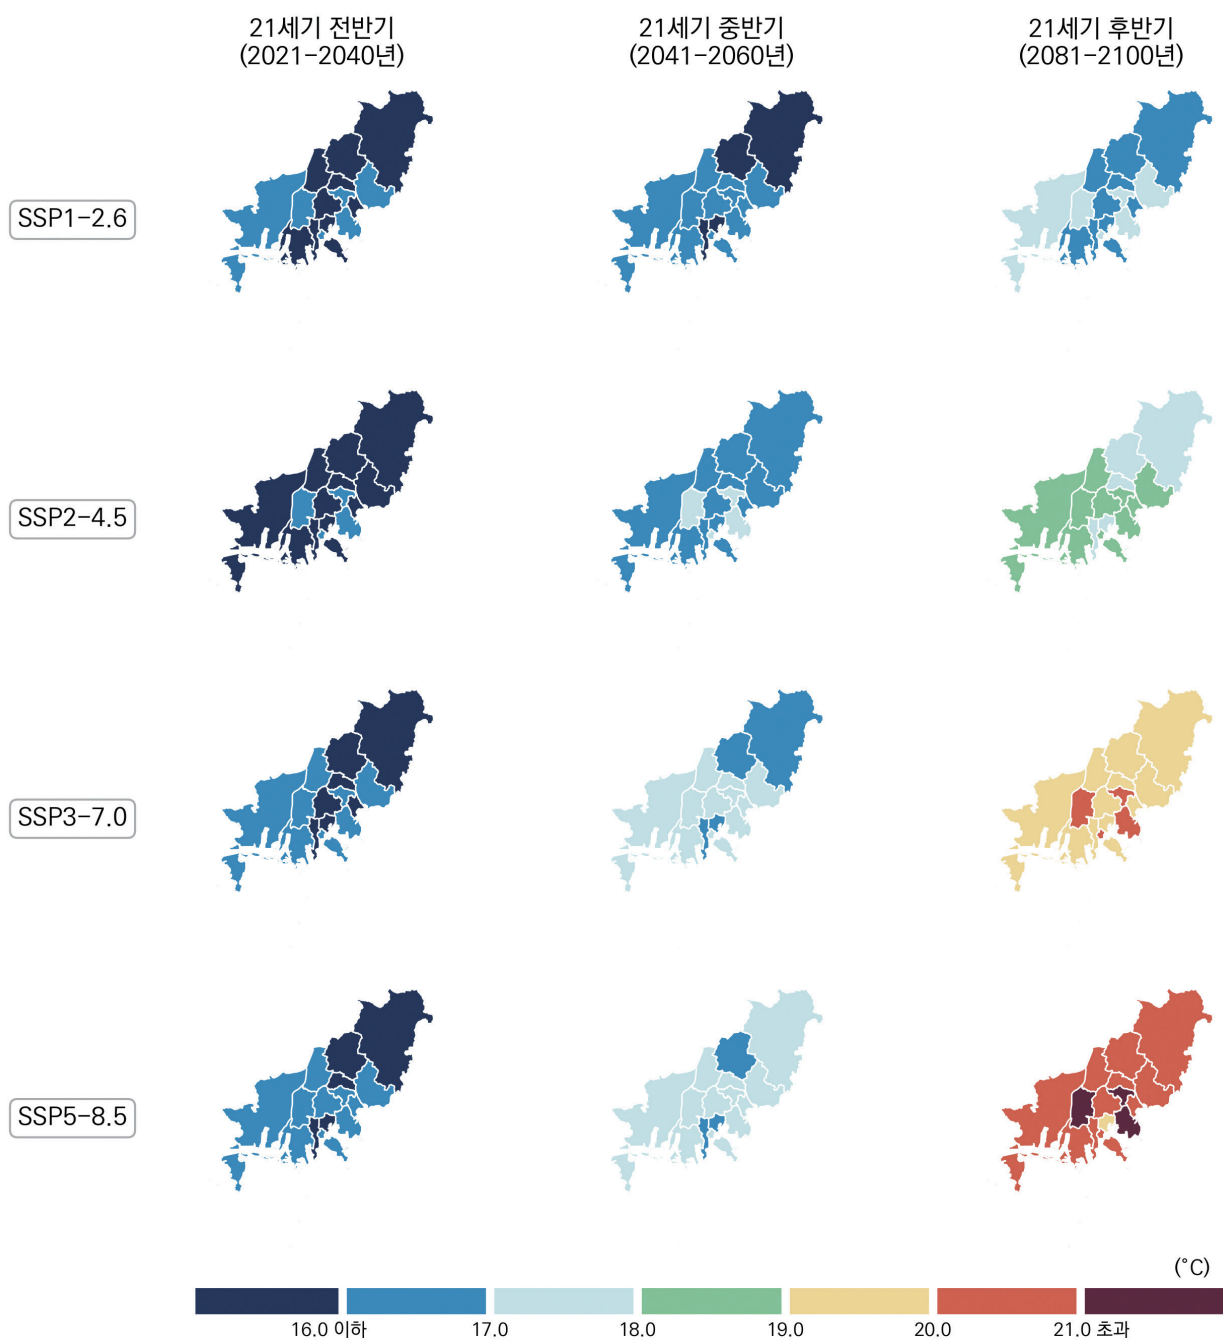 21세기 전반기
(2021-2040년)
21세기 중반기
(2041-2060년)
21세기 후반기
(2081-2100년)
SSP1-2.6
SSP2-4.5
SSP3-7.0
SSP5-8.5
(°C)
16.0 이하 17.0 18.0 19.0 20.0 21.0 초과